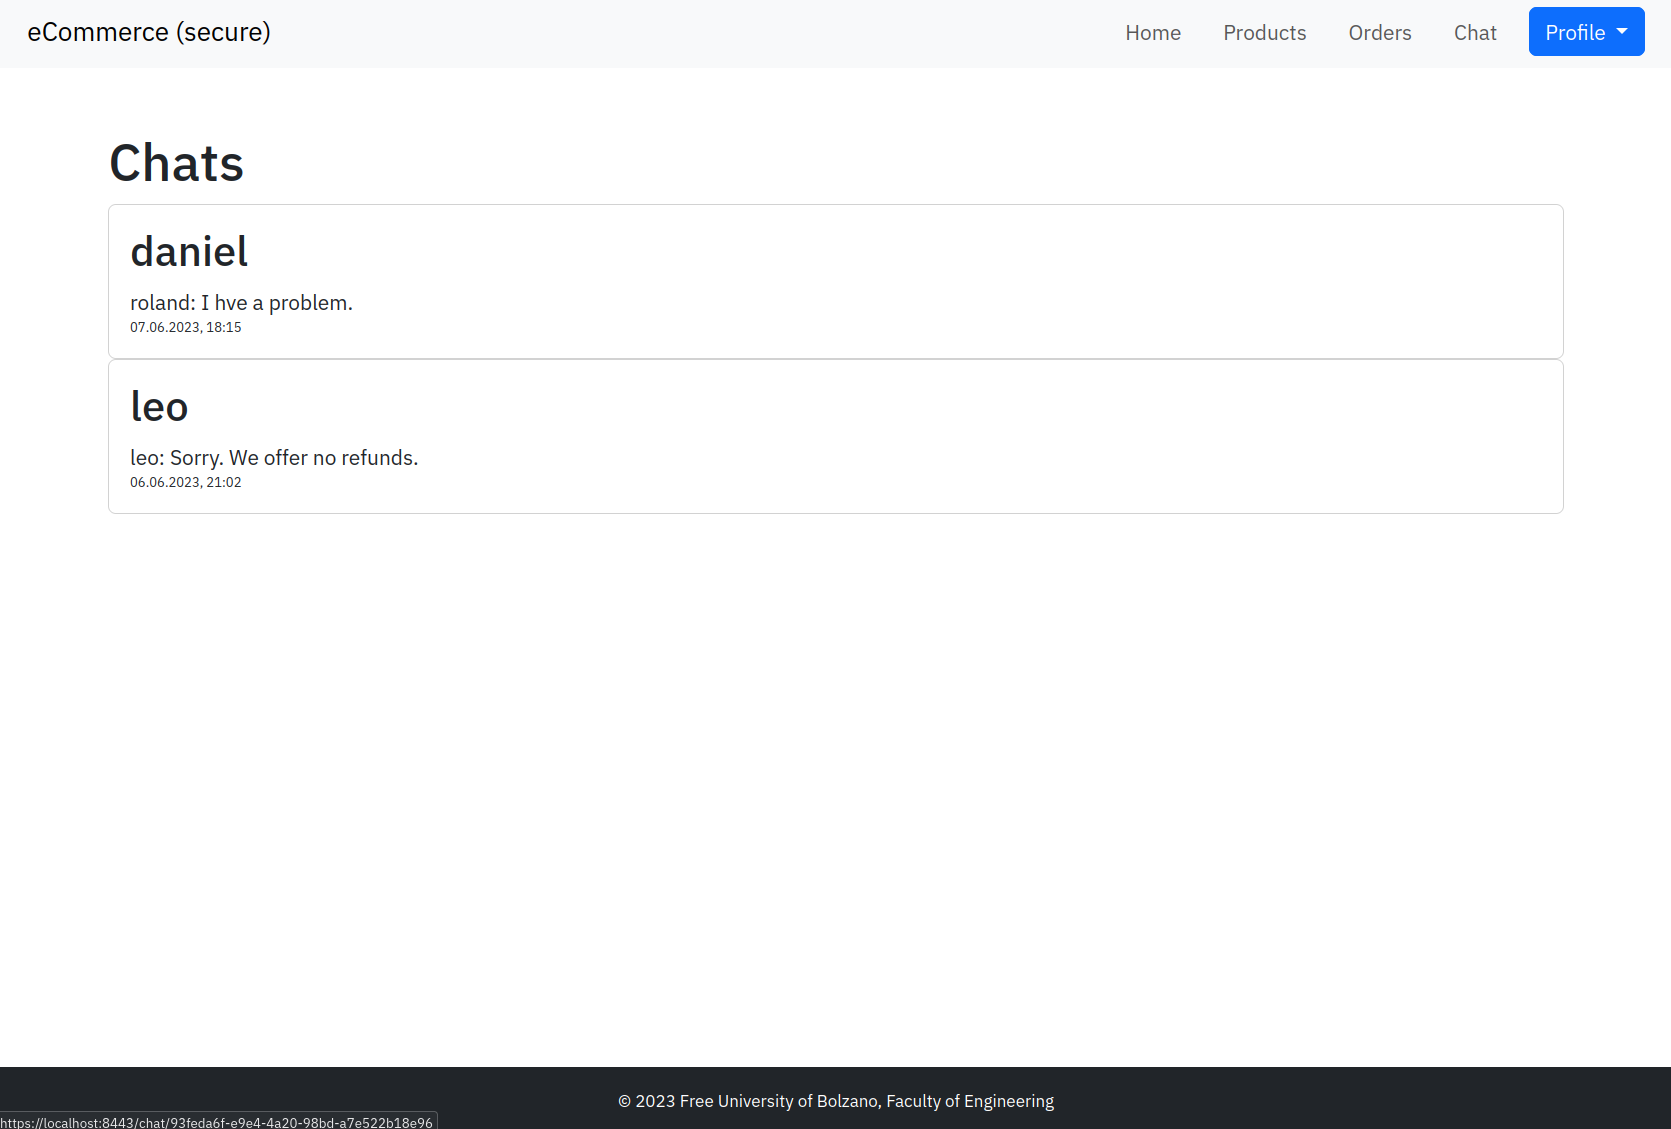 eCommerce (secure)
Home Products Orders Chat Profile
Chats
daniel
roland: I hve a problem.
07.06.2023, 18:15
leo
leo: Sorry. We offer no refunds.
06.06.2023, 21:02
© 2023 Free University of Bolzano, Faculty of Engineering
https://localhost:8443/chat/93feda6f-e9e4-4a20-98bd-a7e522b18e96